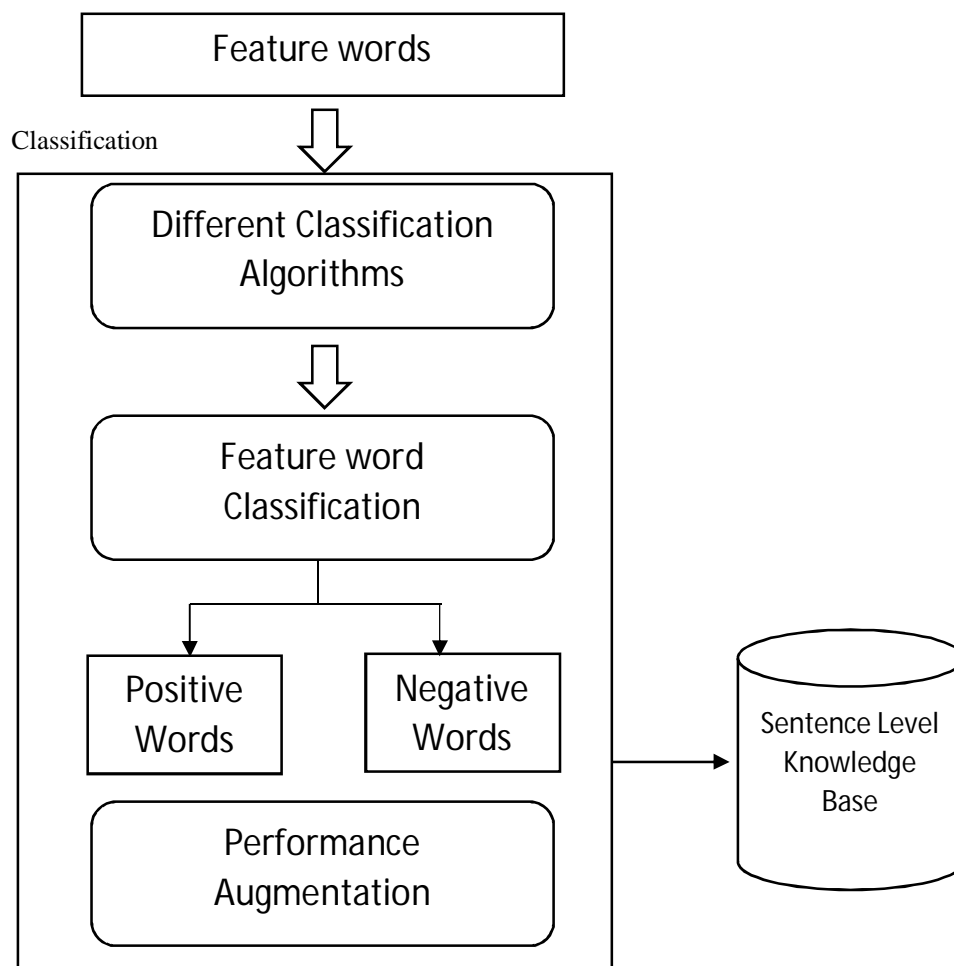 Feature words
Classification
Different Classification
Algorithms
Feature word
Classification
Positive
Words
Negative
Words
Sentence Level
Knowledge
Base
Performance
Augmentation